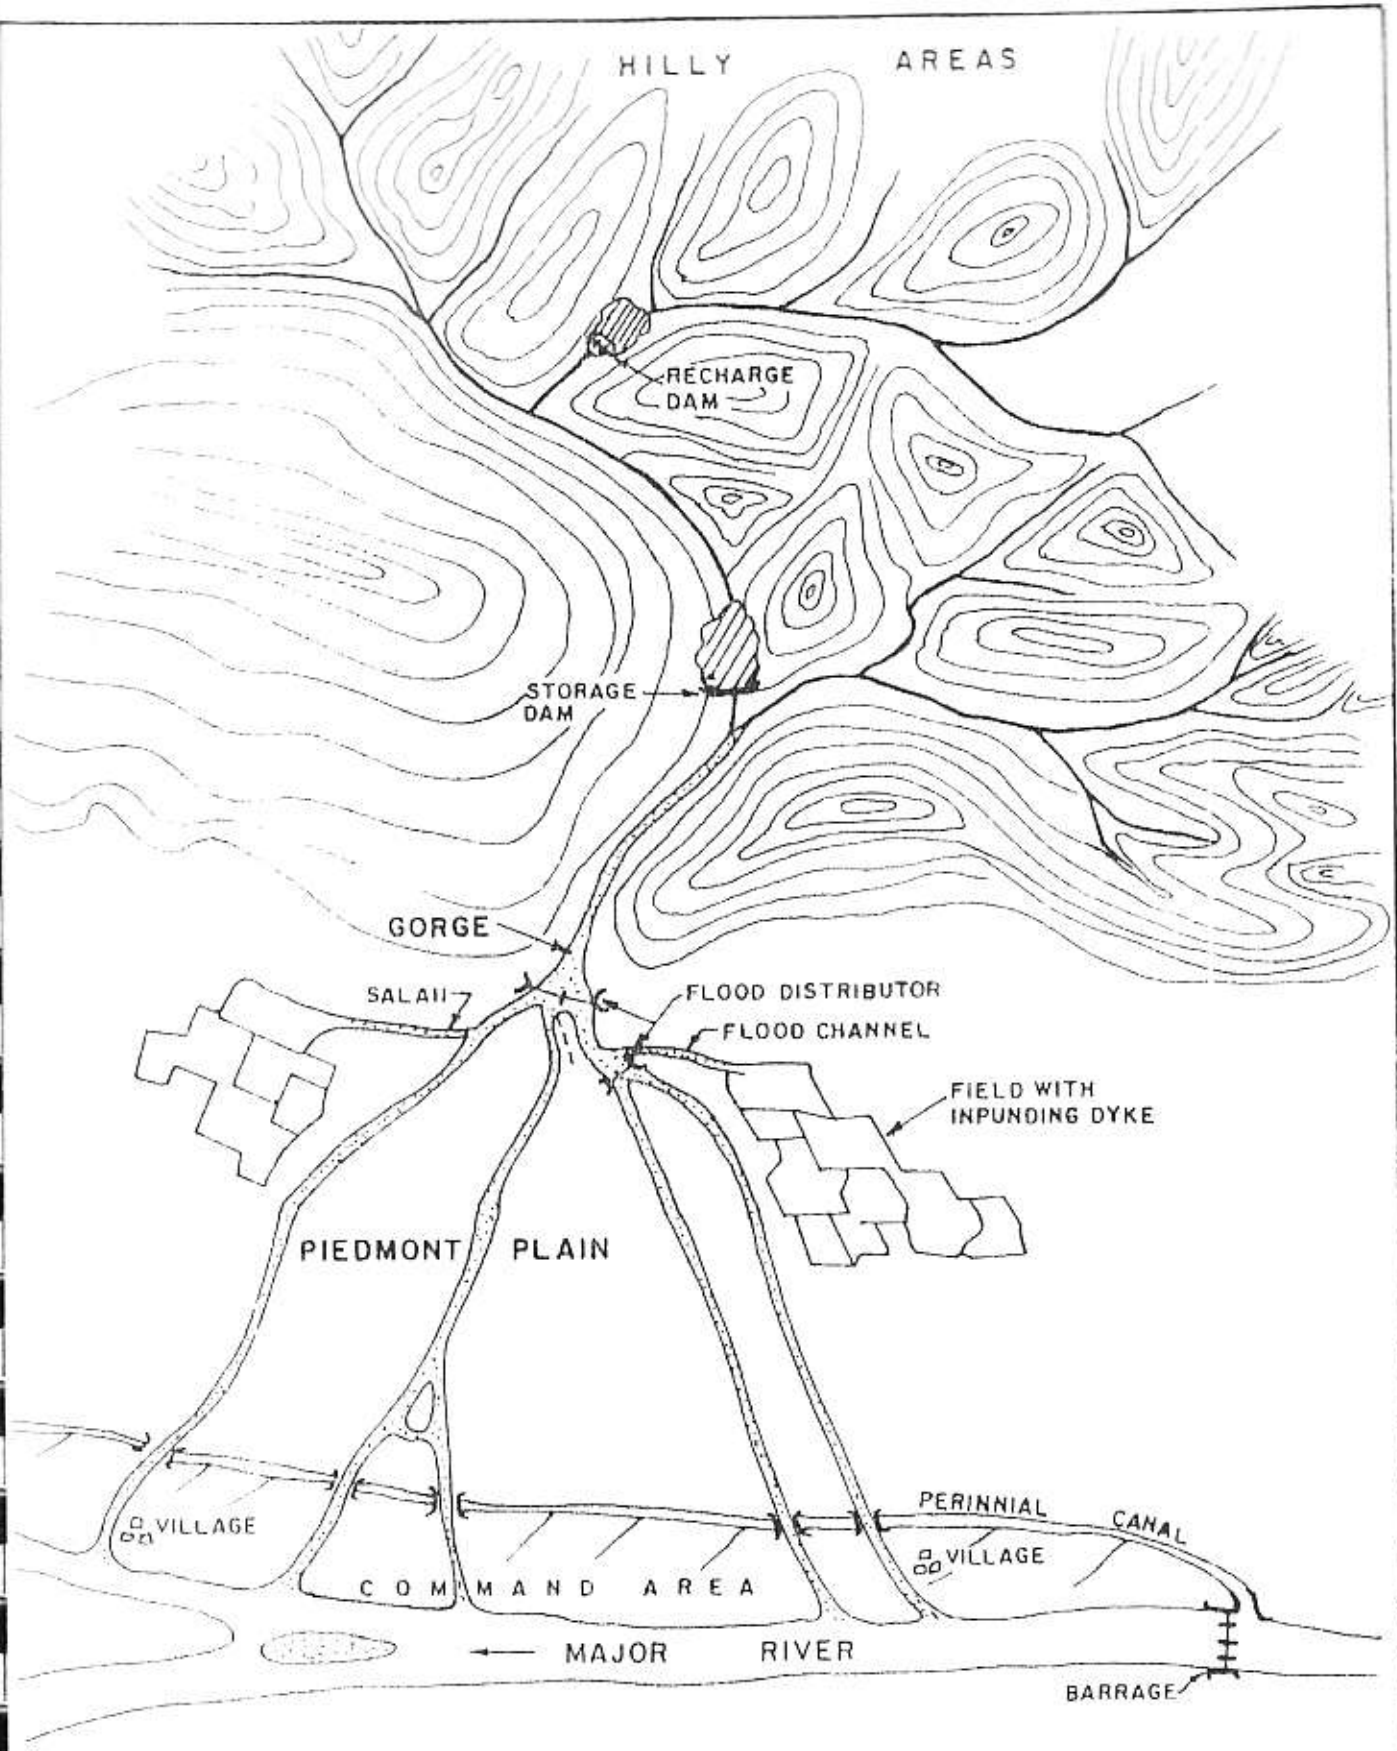 HILLY AREAS
RECHARGE
DAM
STORAGE
DAM
GORGE
SALAII
FLOOD DISTRIBUTOR
FLOOD CHANNEL
FIELD WITH
INPUNDING DYKE
PIEDMONT PLAIN
PERINNIAL CANAL
VILLAGE
VILLAGE
COMMAND AREA
MAJOR RIVER
BARRAGE